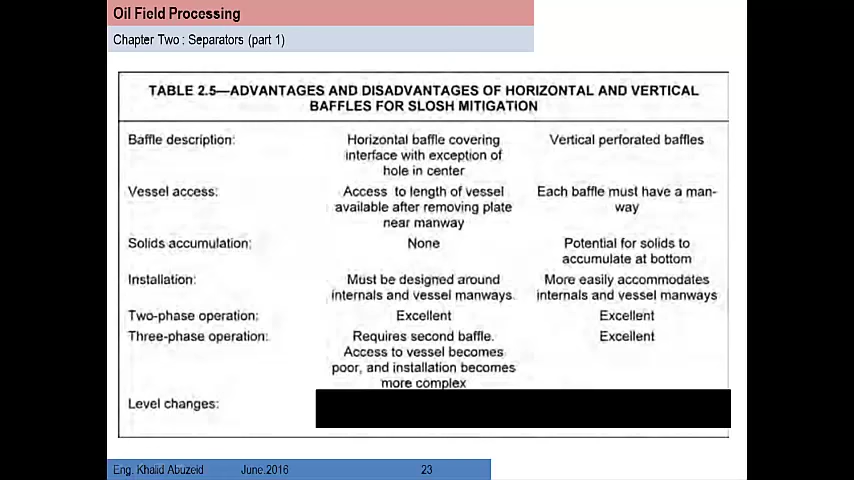 Oil Field Processing
Chapter Two : Separators (part 1)
TABLE 2.5—ADVANTAGES AND DISADVANTAGES OF HORIZONTAL AND VERTICAL
BAFFLES FOR SLOSH MITIGATION
Baffle description: Horizontal baffle covering Vertical perforated baffles
interface with exception of
hole in center
Vessel access: Access to length of vessel Each baffle must have a man-
available after removing plate way
near manway
Solids accumulation: None Potential for solids to
accumulate at bottom
Installation: Must be designed around More easily accommodates
internals and vessel manways. internals and vessel manways
Two-phase operation: Excellent Excellent
Three-phase operation: Requires second baffle. Excellent
Access to vessel becomes
poor, and installation becomes
more complex
Level changes:
Eng. Khalid Abuzeid June.2016 23